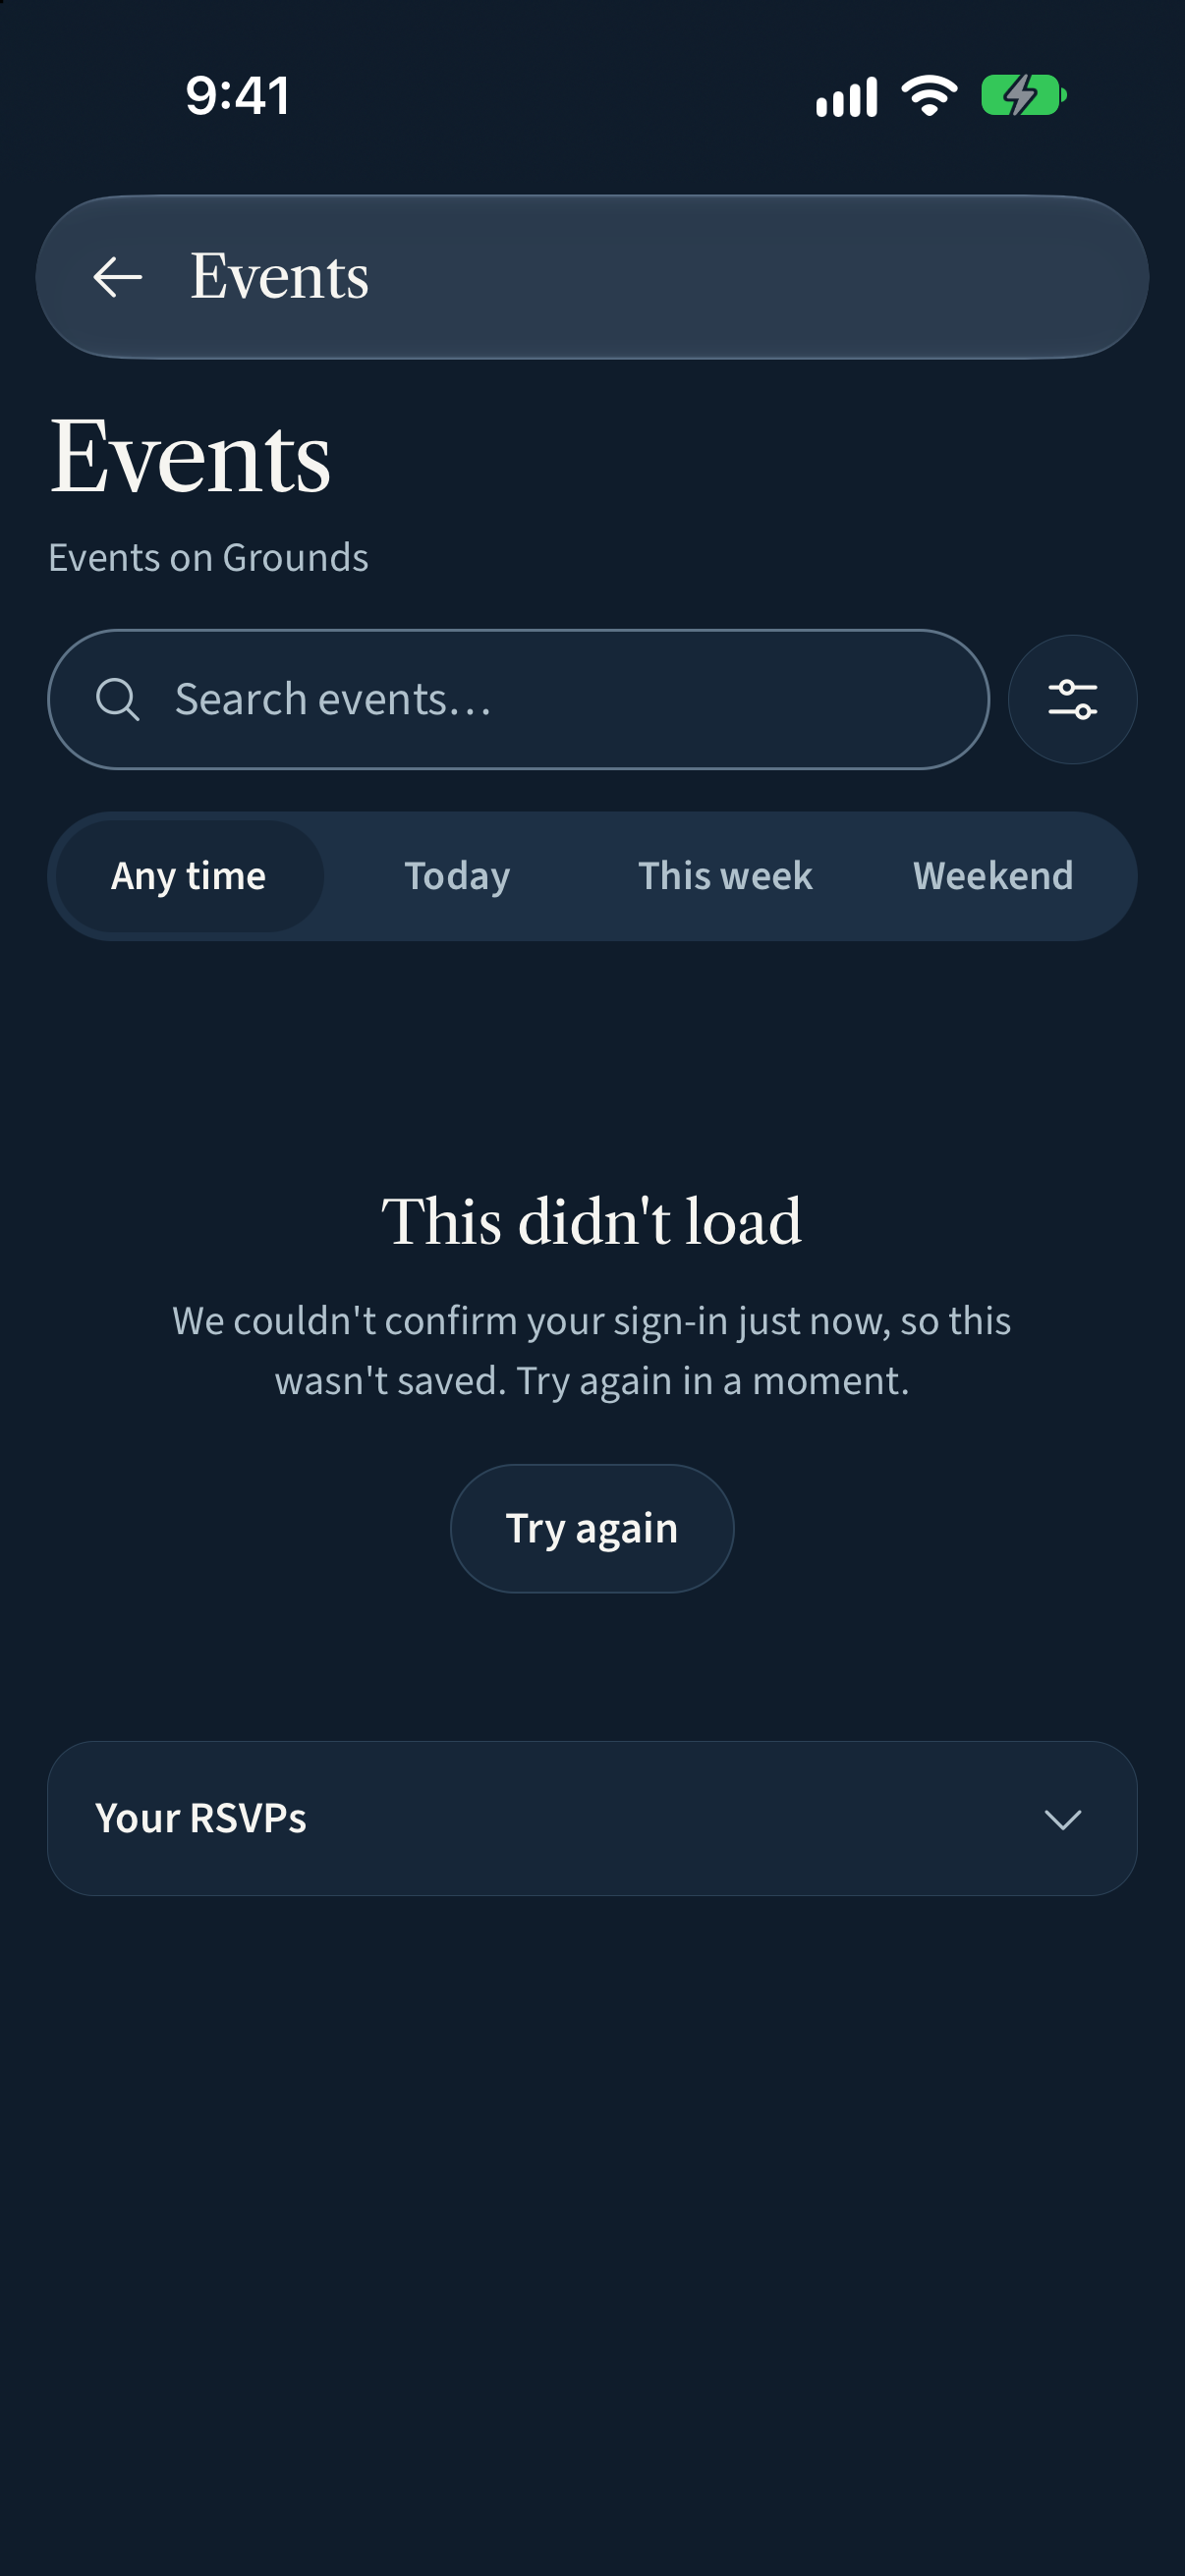 9:41
Events
Events
Events on Grounds
Search events...
Any time Today This week Weekend
This didn't load
We couldn't confirm your sign-in just now, so this
wasn't saved. Try again in a moment.
Try again
Your RSVPs